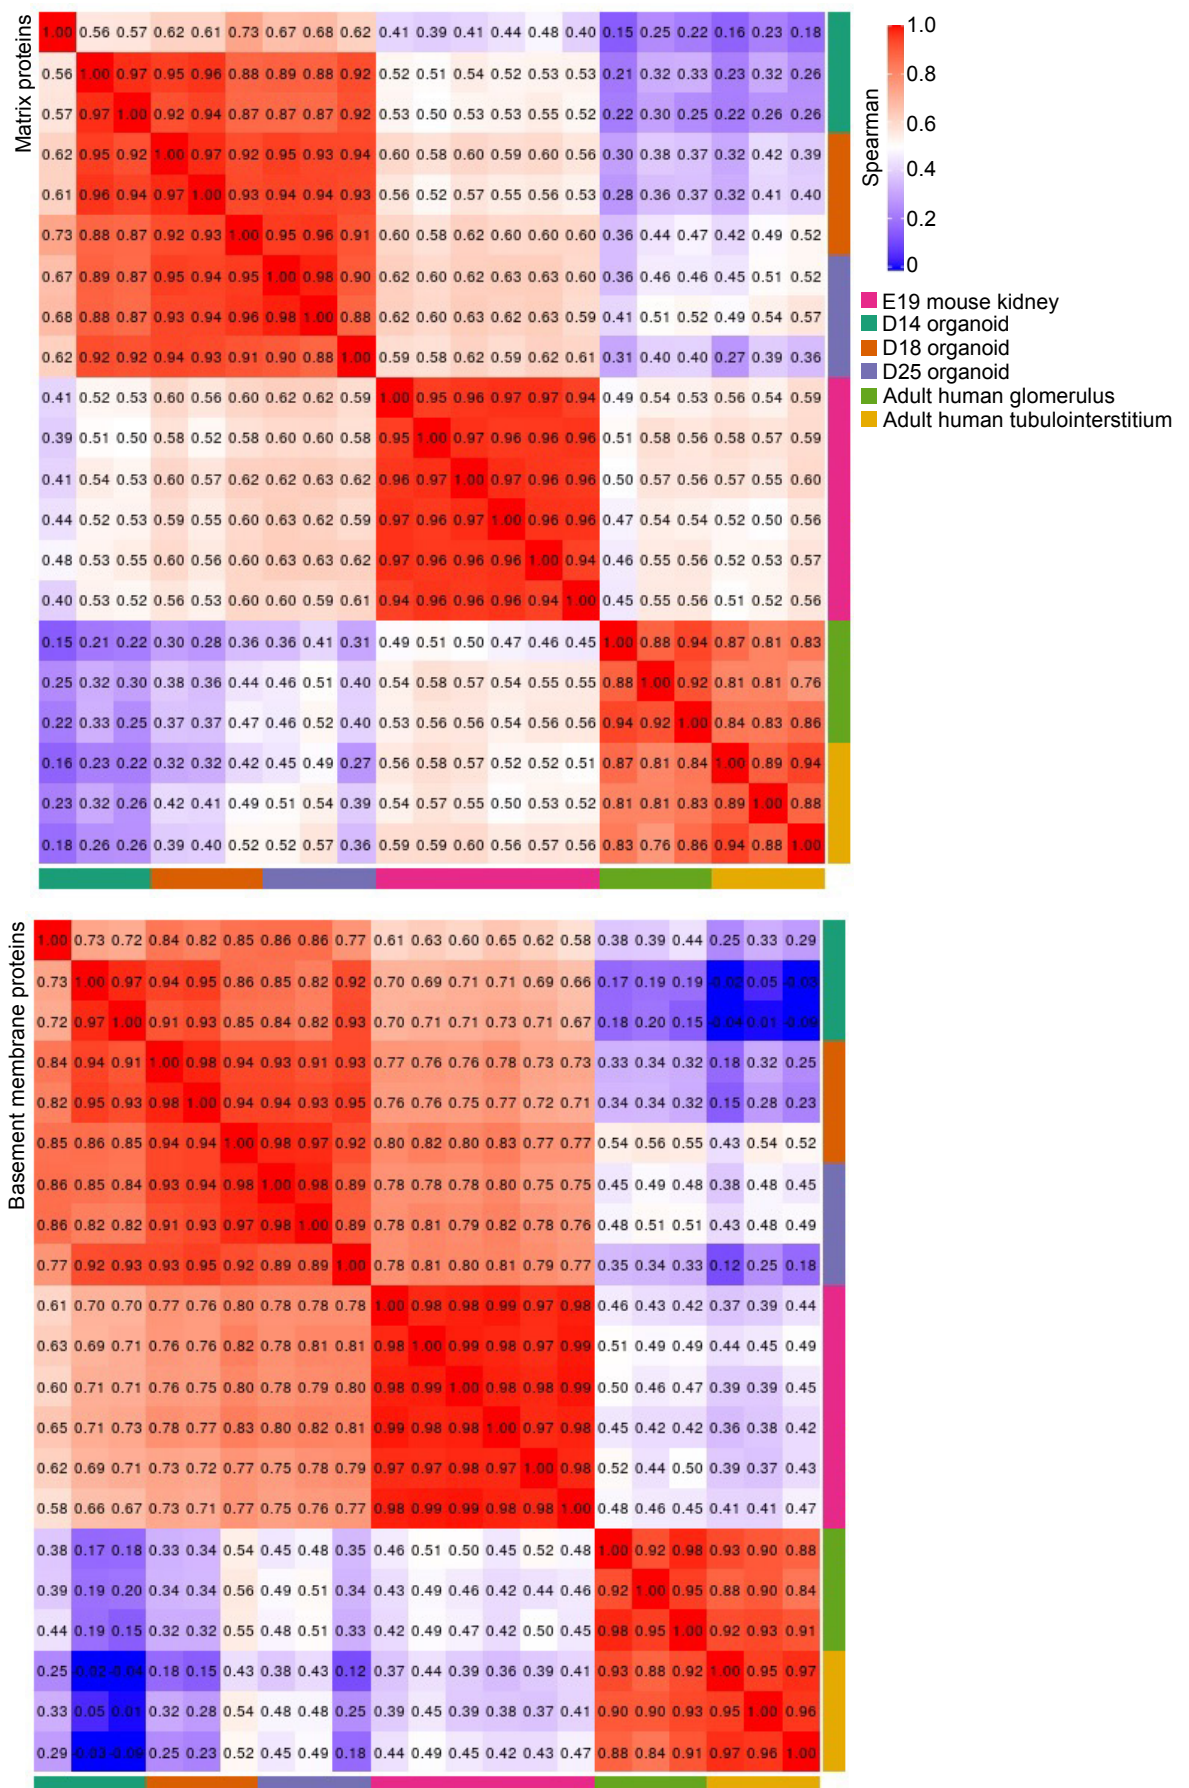 Matrix proteins
1.00 0.56 0.57 0.62 0.61 0.73 0.67 0.68 0.62 0.41 0.39 0.41 0.44 0.48 0.40 0.15 0.25 0.22 0.16 0.23 0.18
0.56 1.00 0.97 0.95 0.96 0.88 0.89 0.88 0.92 0.52 0.51 0.54 0.52 0.53 0.53 0.21 0.32 0.33 0.23 0.32 0.26
0.57 0.97 1.00 0.92 0.94 0.87 0.87 0.87 0.92 0.53 0.50 0.53 0.53 0.55 0.52 0.22 0.30 0.25 0.22 0.26 0.26
0.62 0.95 0.92 1.00 0.97 0.92 0.95 0.93 0.94 0.60 0.58 0.60 0.59 0.60 0.56 0.30 0.38 0.37 0.32 0.42 0.39
0.61 0.96 0.94 0.97 1.00 0.93 0.94 0.94 0.93 0.56 0.52 0.57 0.55 0.56 0.53 0.28 0.36 0.37 0.32 0.41 0.40
0.73 0.88 0.87 0.92 0.93 1.00 0.95 0.96 0.91 0.60 0.58 0.62 0.60 0.60 0.60 0.36 0.44 0.47 0.42 0.49 0.52
0.67 0.89 0.87 0.95 0.94 0.95 1.00 0.98 0.90 0.62 0.60 0.62 0.63 0.63 0.60 0.36 0.46 0.46 0.45 0.51 0.52
0.68 0.88 0.87 0.93 0.94 0.96 0.98 1.00 0.88 0.62 0.60 0.63 0.62 0.63 0.59 0.41 0.51 0.52 0.49 0.54 0.57
0.62 0.92 0.92 0.94 0.93 0.91 0.90 0.88 1.00 0.59 0.58 0.62 0.59 0.62 0.61 0.31 0.40 0.40 0.27 0.39 0.36
0.41 0.52 0.53 0.60 0.56 0.60 0.62 0.62 0.59 1.00 0.95 0.96 0.97 0.97 0.94 0.49 0.54 0.53 0.56 0.54 0.59
0.39 0.51 0.50 0.58 0.52 0.58 0.60 0.60 0.58 0.95 1.00 0.97 0.96 0.96 0.96 0.51 0.58 0.56 0.58 0.57 0.59
0.41 0.54 0.53 0.60 0.57 0.62 0.62 0.63 0.62 0.96 0.97 1.00 0.97 0.96 0.96 0.50 0.57 0.56 0.57 0.55 0.60
0.44 0.52 0.53 0.59 0.55 0.60 0.63 0.62 0.59 0.97 0.96 0.97 1.00 0.96 0.96 0.47 0.54 0.54 0.52 0.50 0.56
0.48 0.53 0.55 0.60 0.56 0.60 0.63 0.63 0.62 0.97 0.96 0.96 0.96 1.00 0.94 0.46 0.55 0.56 0.52 0.53 0.57
0.40 0.53 0.52 0.56 0.53 0.60 0.60 0.59 0.61 0.94 0.96 0.96 0.96 0.94 1.00 0.45 0.55 0.56 0.51 0.52 0.56
0.15 0.21 0.22 0.30 0.28 0.36 0.36 0.41 0.31 0.49 0.51 0.50 0.47 0.46 0.45 1.00 0.88 0.94 0.87 0.81 0.83
0.25 0.32 0.30 0.38 0.36 0.44 0.46 0.51 0.40 0.54 0.58 0.57 0.54 0.55 0.55 0.88 1.00 0.92 0.81 0.81 0.76
0.22 0.33 0.25 0.37 0.37 0.47 0.46 0.52 0.40 0.53 0.56 0.56 0.54 0.56 0.56 0.94 0.92 1.00 0.84 0.83 0.86
0.16 0.23 0.22 0.32 0.32 0.42 0.45 0.49 0.27 0.56 0.58 0.57 0.52 0.52 0.51 0.87 0.81 0.84 1.00 0.89 0.94
0.23 0.32 0.26 0.42 0.41 0.49 0.51 0.54 0.39 0.54 0.57 0.55 0.50 0.53 0.52 0.81 0.81 0.83 0.89 1.00 0.88
0.18 0.26 0.26 0.39 0.40 0.52 0.52 0.57 0.36 0.59 0.59 0.60 0.56 0.57 0.56 0.83 0.76 0.86 0.94 0.88 1.00
Spearman
1.0
0.8
0.6
0.4
0.2
0
E19 mouse kidney
D14 organoid
D18 organoid
D25 organoid
Adult human glomerulus
Adult human tubulointerstitium
Basement membrane proteins
1.00 0.73 0.72 0.84 0.82 0.85 0.86 0.86 0.77 0.61 0.63 0.60 0.65 0.62 0.58 0.38 0.39 0.44 0.25 0.33 0.29
0.73 1.00 0.97 0.94 0.95 0.86 0.85 0.82 0.92 0.70 0.69 0.71 0.71 0.69 0.66 0.17 0.19 0.19 -0.02 0.05 -0.03
0.72 0.97 1.00 0.91 0.93 0.85 0.84 0.82 0.93 0.70 0.71 0.71 0.73 0.71 0.67 0.18 0.20 0.15 -0.04 0.01 -0.09
0.84 0.94 0.91 1.00 0.98 0.94 0.93 0.91 0.93 0.77 0.76 0.76 0.78 0.73 0.73 0.33 0.34 0.32 0.18 0.32 0.25
0.82 0.95 0.93 0.98 1.00 0.94 0.94 0.93 0.95 0.76 0.76 0.75 0.77 0.72 0.71 0.34 0.34 0.32 0.15 0.28 0.23
0.85 0.86 0.85 0.94 0.94 1.00 0.98 0.97 0.92 0.80 0.82 0.80 0.83 0.77 0.77 0.54 0.56 0.55 0.43 0.54 0.52
0.86 0.85 0.84 0.93 0.94 0.98 1.00 0.98 0.89 0.78 0.78 0.78 0.80 0.75 0.75 0.45 0.49 0.48 0.38 0.48 0.45
0.86 0.82 0.82 0.91 0.93 0.97 0.98 1.00 0.89 0.78 0.81 0.79 0.82 0.78 0.76 0.48 0.51 0.51 0.43 0.48 0.49
0.77 0.92 0.93 0.93 0.95 0.92 0.89 0.89 1.00 0.78 0.81 0.80 0.81 0.79 0.77 0.35 0.34 0.33 0.12 0.25 0.18
0.61 0.70 0.70 0.77 0.76 0.80 0.78 0.78 0.78 1.00 0.98 0.98 0.99 0.97 0.98 0.46 0.43 0.42 0.37 0.39 0.44
0.63 0.69 0.71 0.76 0.76 0.82 0.78 0.81 0.81 0.98 1.00 0.99 0.98 0.97 0.99 0.51 0.49 0.49 0.44 0.45 0.49
0.60 0.71 0.71 0.76 0.75 0.80 0.78 0.79 0.80 0.98 0.99 1.00 0.98 0.98 0.99 0.50 0.46 0.47 0.39 0.39 0.45
0.65 0.71 0.73 0.78 0.77 0.83 0.80 0.82 0.81 0.99 0.98 0.98 1.00 0.97 0.98 0.45 0.42 0.42 0.36 0.38 0.42
0.62 0.69 0.71 0.73 0.72 0.77 0.75 0.78 0.79 0.97 0.97 0.98 0.97 1.00 0.98 0.52 0.44 0.50 0.39 0.37 0.43
0.58 0.66 0.67 0.73 0.71 0.77 0.75 0.76 0.77 0.98 0.99 0.99 0.98 0.98 1.00 0.48 0.46 0.45 0.41 0.41 0.47
0.38 0.17 0.18 0.33 0.34 0.54 0.45 0.48 0.35 0.46 0.51 0.50 0.45 0.52 0.48 1.00 0.92 0.98 0.93 0.90 0.88
0.39 0.19 0.20 0.34 0.34 0.56 0.49 0.51 0.34 0.43 0.49 0.46 0.42 0.44 0.46 0.92 1.00 0.95 0.88 0.90 0.84
0.44 0.19 0.15 0.32 0.32 0.55 0.48 0.51 0.33 0.42 0.49 0.47 0.42 0.50 0.45 0.98 0.95 1.00 0.92 0.93 0.91
0.25 -0.02 -0.04 0.18 0.15 0.43 0.38 0.43 0.12 0.37 0.44 0.39 0.36 0.39 0.41 0.93 0.88 0.92 1.00 0.95 0.97
0.33 0.05 0.01 0.32 0.28 0.54 0.48 0.48 0.25 0.39 0.45 0.39 0.38 0.37 0.41 0.90 0.90 0.93 0.95 1.00 0.96
0.29 -0.03 -0.09 0.25 0.23 0.52 0.45 0.49 0.18 0.44 0.49 0.45 0.42 0.43 0.47 0.88 0.84 0.91 0.97 0.96 1.00